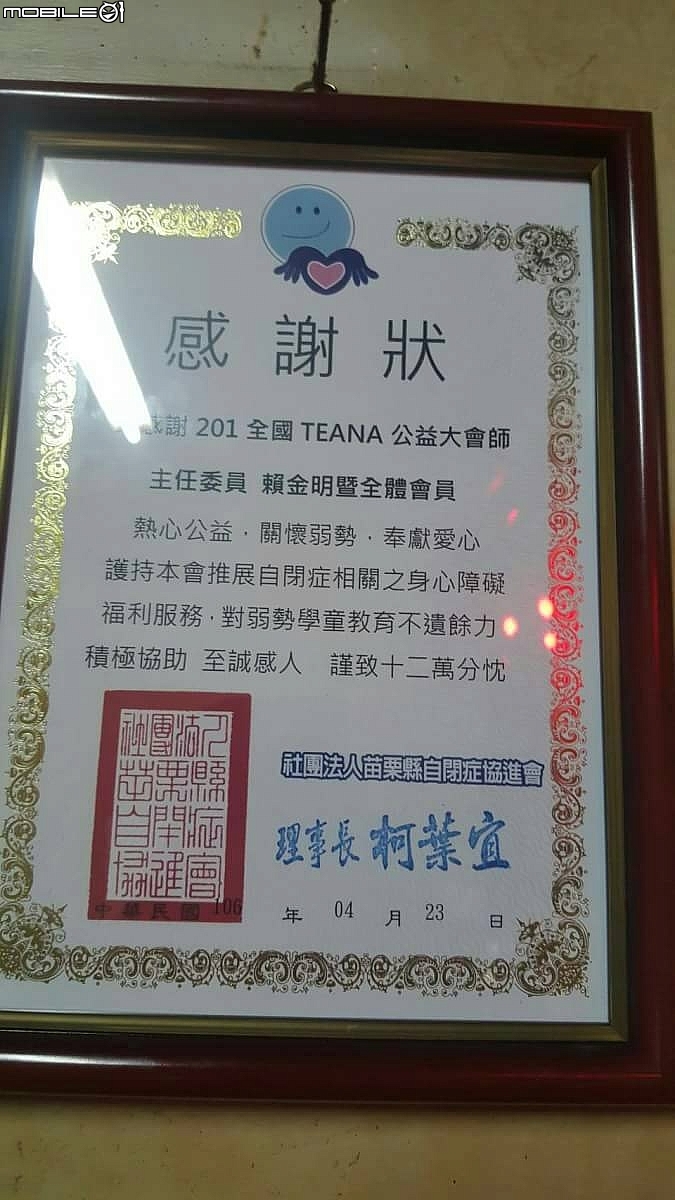 MOBILE01
感謝狀
感謝 201 全國 TEANA 公益大會師
主任委員 賴金明暨全體會員
熱心公益，關懷弱勢，奉獻愛心
護持本會推展自閉症相關之身心障礙
福利服務，對弱勢學童教育不遺餘力
積極協助 至誠感人 謹致十二萬分忱
社團法人苗栗縣自閉症協進會
社團法人苗栗縣自閉症協進會
理事長 柯葉宜
中華民國 106 年 04 月 23 日